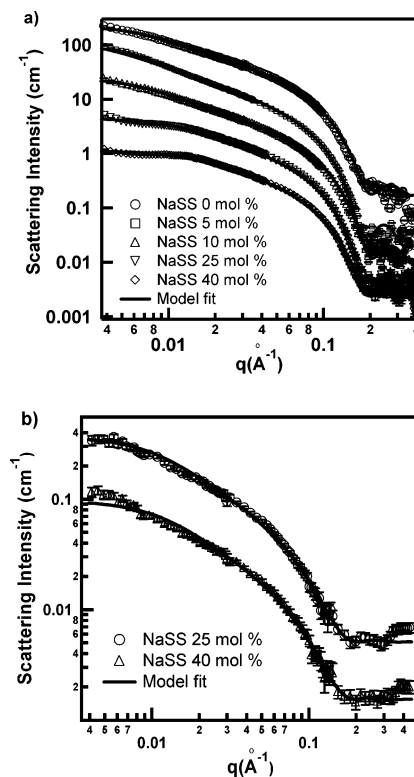 a)
Scattering Intensity (cm-1)
100
10
1
0.1
0.01
0.001
NaSS 0 mol %
NaSS 5 mol %
NaSS 10 mol %
NaSS 25 mol %
NaSS 40 mol %
Model fit
4 6 8 0.01 2 4 6 8 0.1 2 4
q(Å-1)
b)
Scattering Intensity (cm-1)
4
2
0.1
8
6
4
2
0.01
8
6
4
2
NaSS 25 mol %
NaSS 40 mol %
Model fit
4 5 6 7 0.01 2 3 4 5 6 7 0.1 2 3 4
q(Å-1)